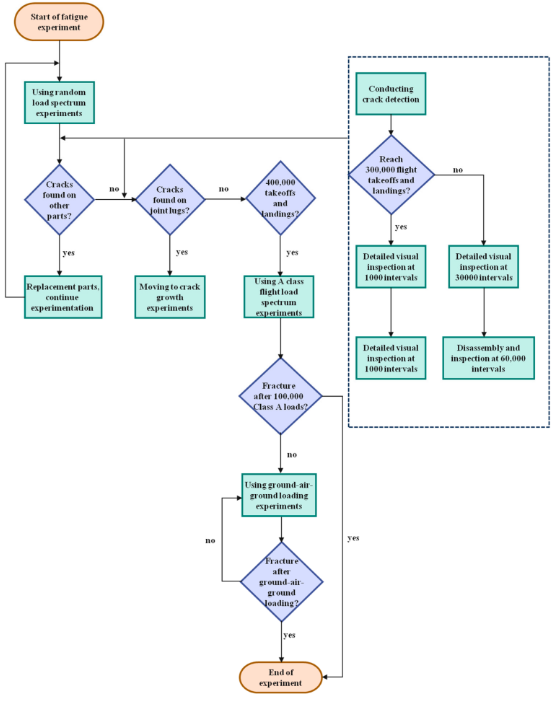 Start of fatigue
experiment
Using random
load spectrum
experiments
Cracks
found on
other
parts?
no
yes
Replacement parts,
continue
experimentation
Cracks
found on
joint lugs?
no
yes
Moving to crack
growth
experiments
400,000
takeoffs
and
landings?
yes
Using A class
flight load
spectrum
experiments
Fracture
after 100,000
Class A loads?
no
yes
Using ground-air-
ground loading
experiments
Fracture
after
ground-air-
ground
loading?
no
yes
End of
experiment
Conducting
crack detection
Reach
300,000 flight
takeoffs and
landings?
no
yes
Detailed visual
inspection at
1000 intervals
Detailed visual
inspection at
30000 intervals
Detailed visual
inspection at
1000 intervals
Disassembly and
inspection at 60,000
intervals